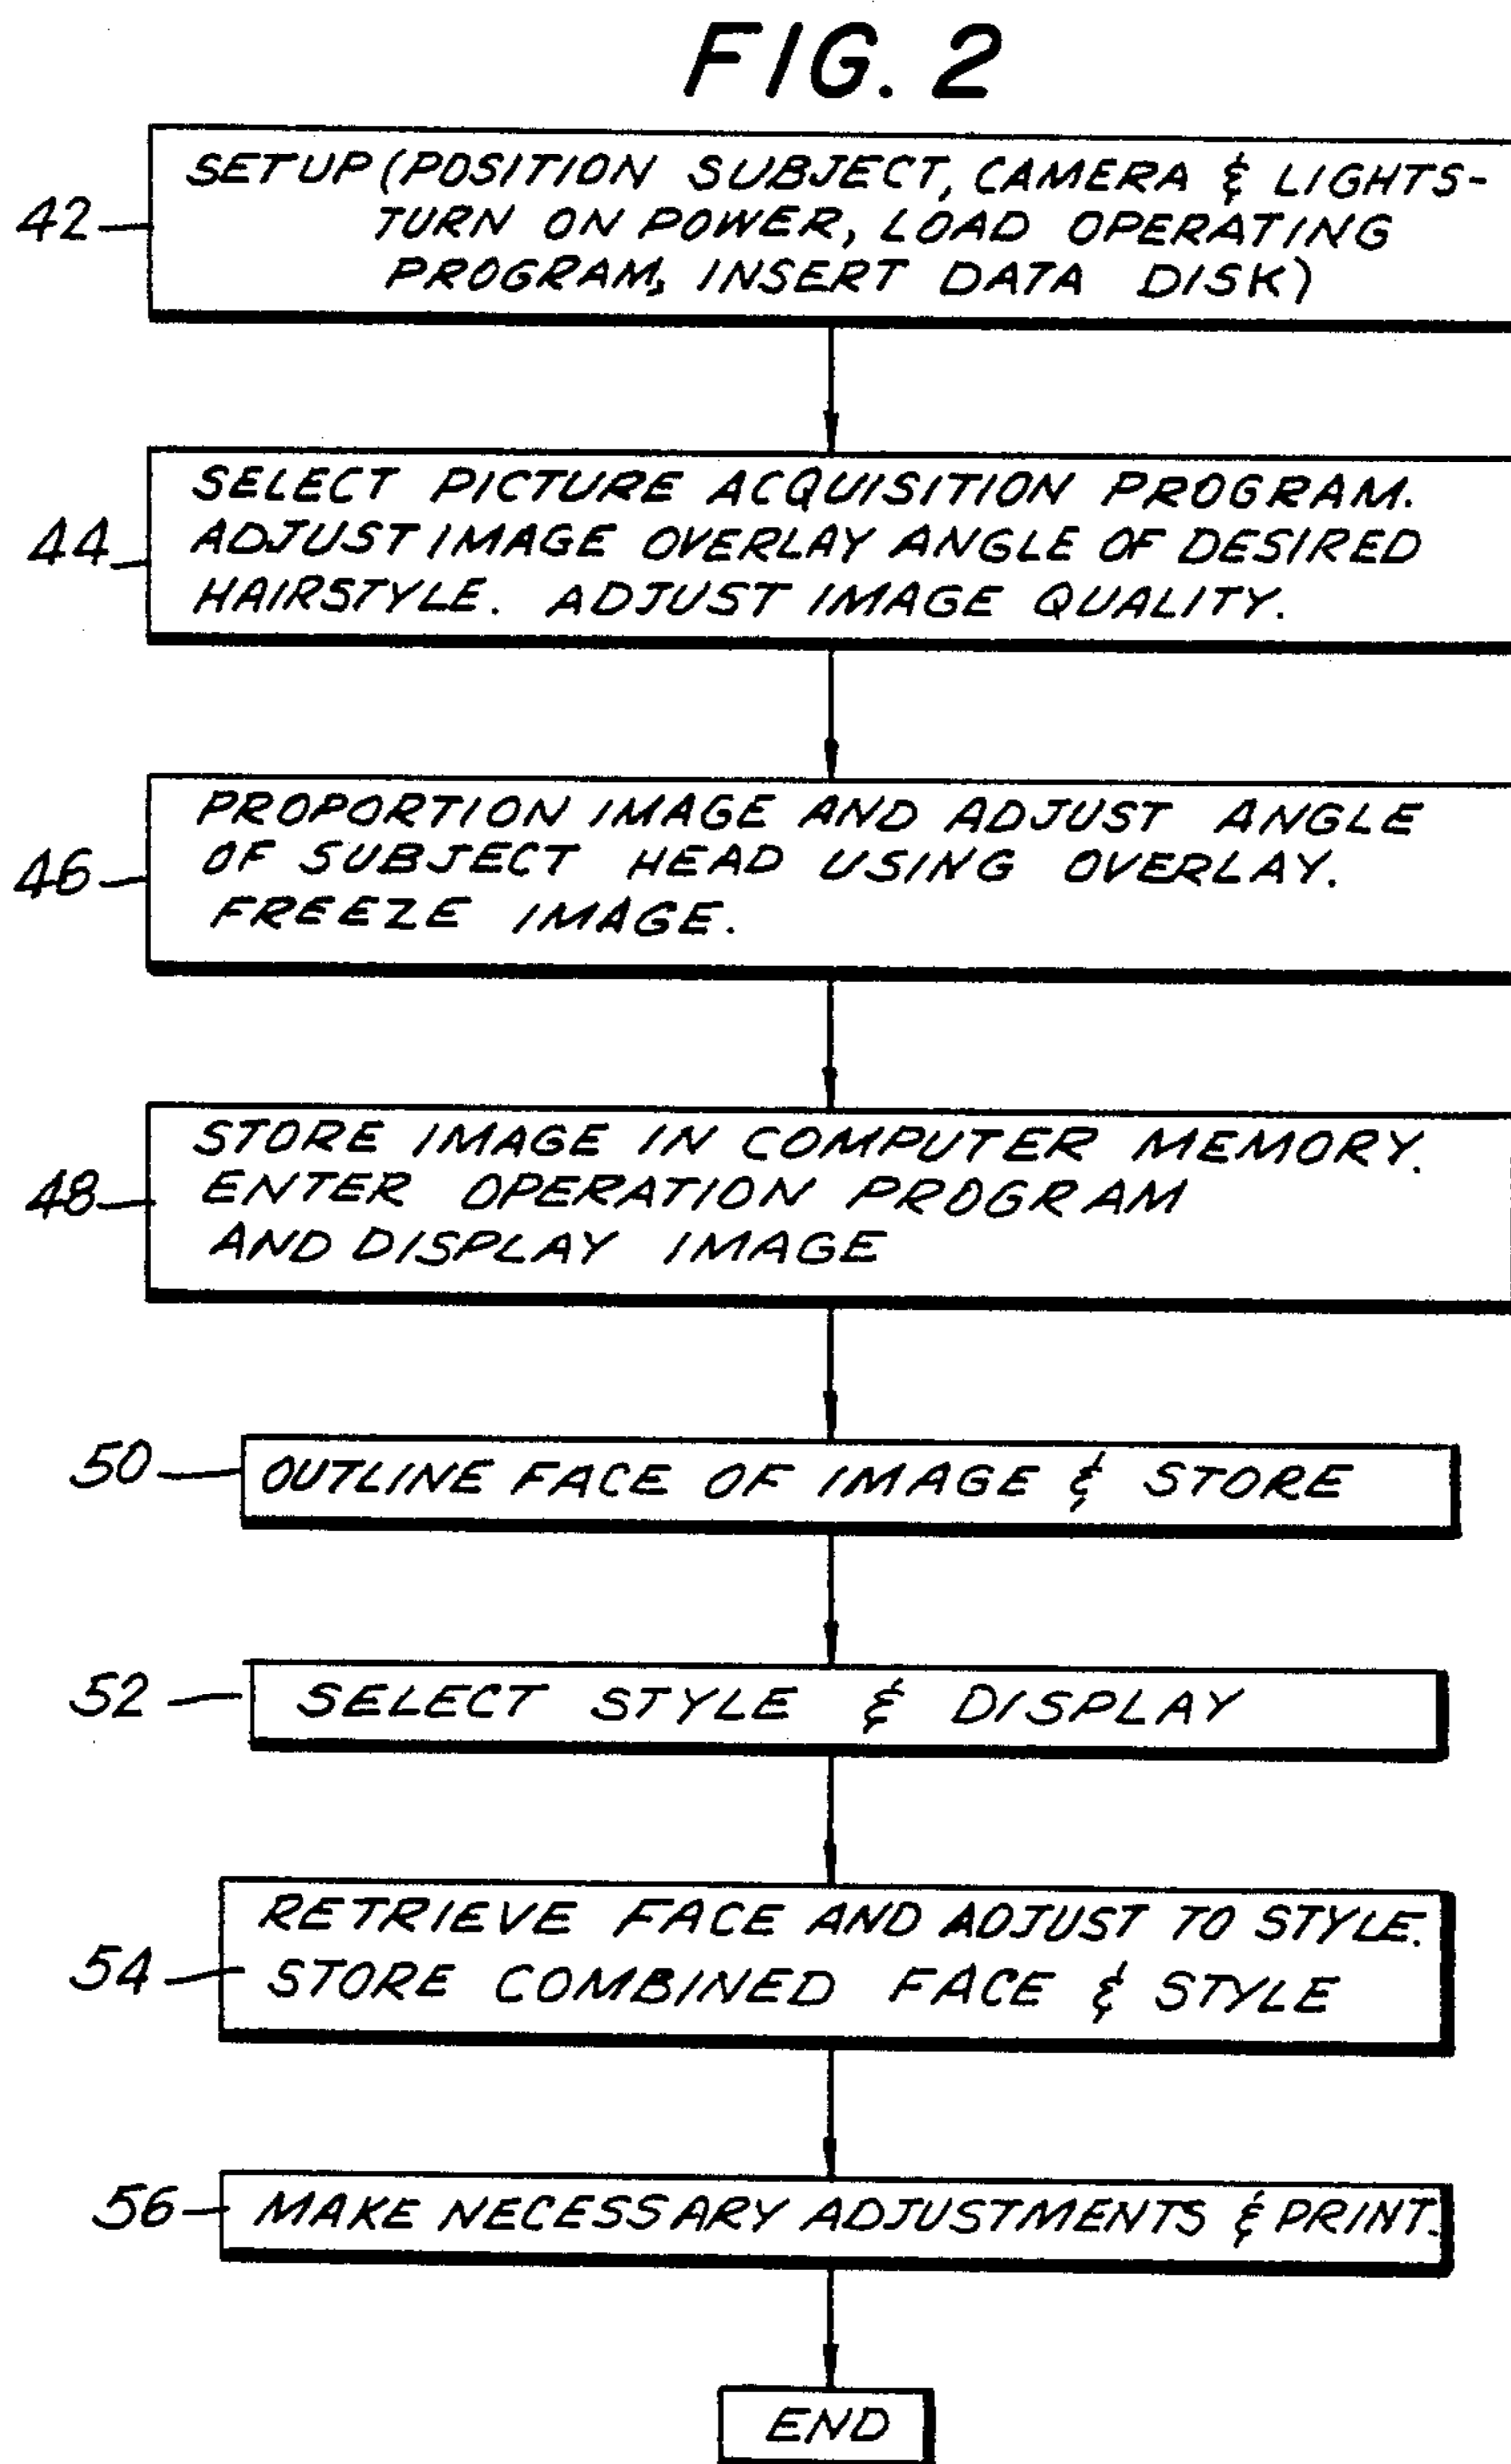 FIG. 2
42
SETUP (POSITION SUBJECT, CAMERA & LIGHTS-
TURN ON POWER, LOAD OPERATING
PROGRAM, INSERT DATA DISK)
44
SELECT PICTURE ACQUISITION PROGRAM.
ADJUST IMAGE OVERLAY ANGLE OF DESIRED
HAIRSTYLE. ADJUST IMAGE QUALITY.
46
PROPORTION IMAGE AND ADJUST ANGLE
OF SUBJECT HEAD USING OVERLAY.
FREEZE IMAGE.
48
STORE IMAGE IN COMPUTER MEMORY.
ENTER OPERATION PROGRAM
AND DISPLAY IMAGE
50
OUTLINE FACE OF IMAGE & STORE
52
SELECT STYLE & DISPLAY
54
RETRIEVE FACE AND ADJUST TO STYLE.
STORE COMBINED FACE & STYLE
56
MAKE NECESSARY ADJUSTMENTS & PRINT.
END